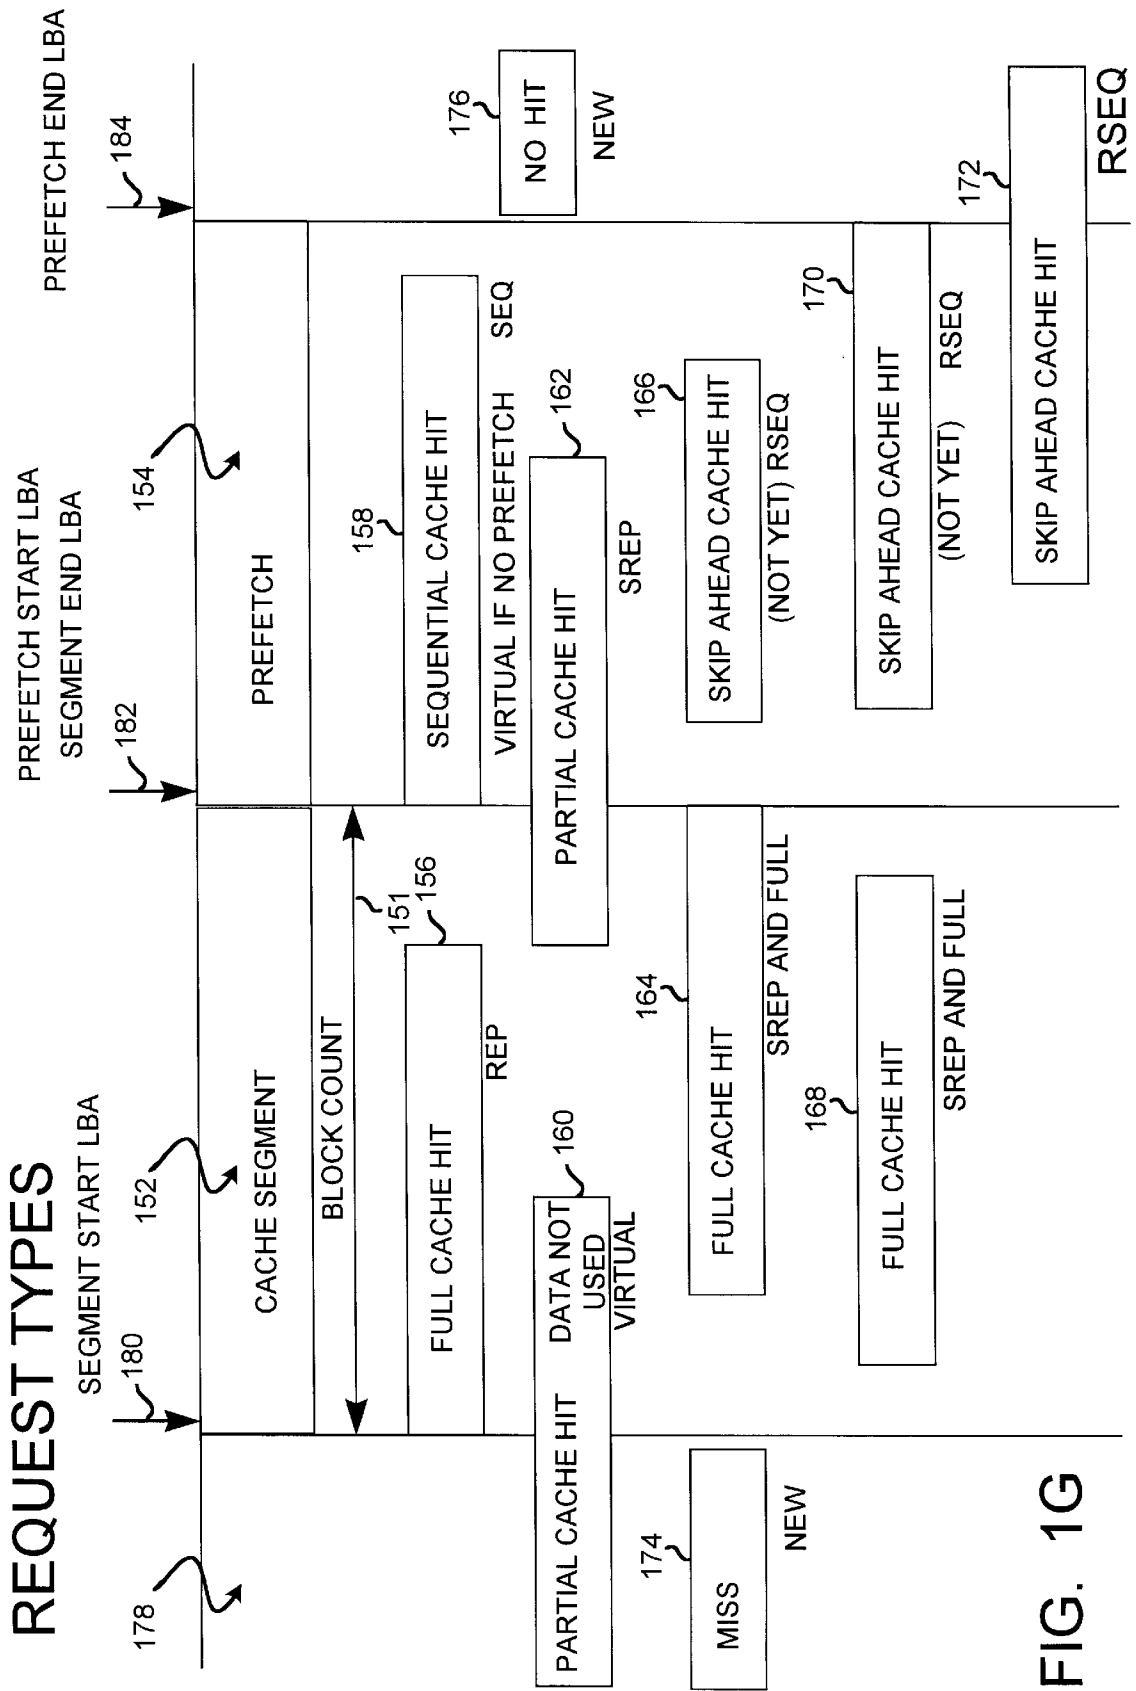 REQUEST TYPES
SEGMENT START LBA
PREFETCH START LBA
SEGMENT END LBA
PREFETCH END LBA
178
180
152
182
154
184
CACHE SEGMENT
PREFETCH
BLOCK COUNT
151
156
FULL CACHE HIT
REP
158
SEQUENTIAL CACHE HIT
VIRTUAL IF NO PREFETCH SEQ
176
NO HIT
NEW
160
PARTIAL CACHE HIT
DATA NOT
USED
VIRTUAL
162
PARTIAL CACHE HIT
SREP
174
MISS
NEW
164
FULL CACHE HIT
SREP AND FULL
166
SKIP AHEAD CACHE HIT
(NOT YET) RSEQ
168
FULL CACHE HIT
SREP AND FULL
170
SKIP AHEAD CACHE HIT
(NOT YET) RSEQ
172
SKIP AHEAD CACHE HIT
RSEQ
FIG. 1G